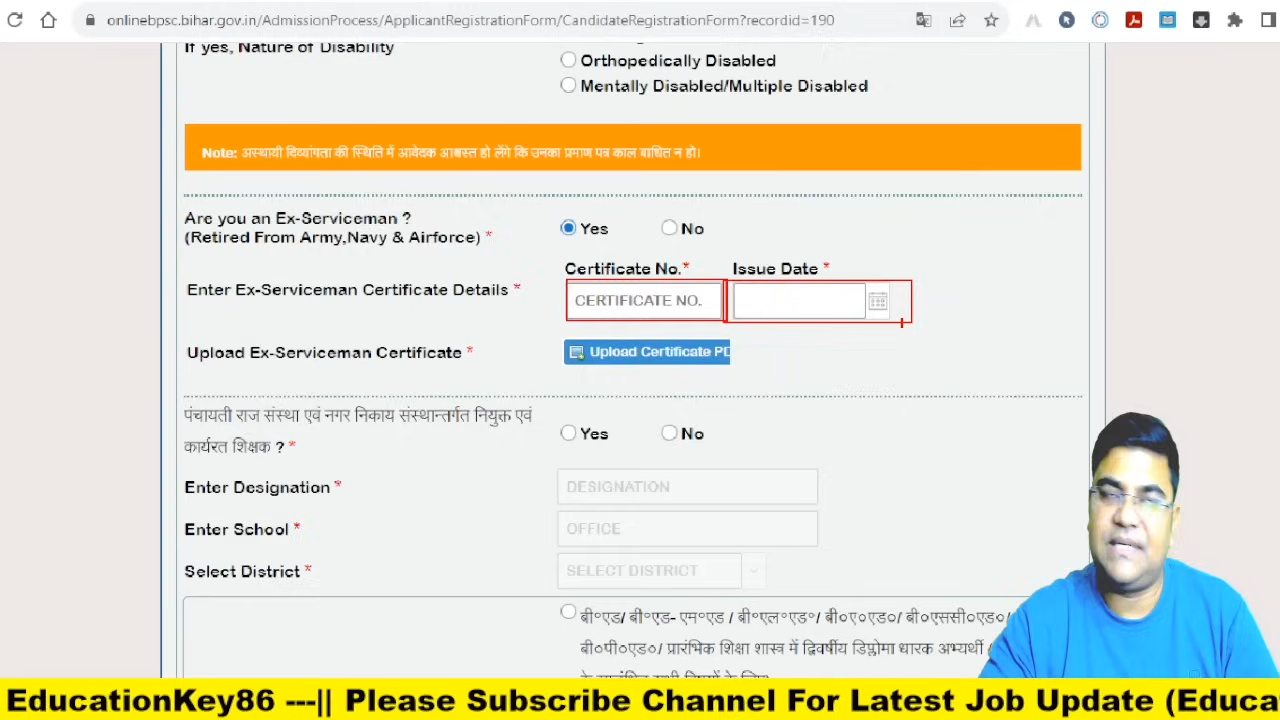 onlinebpsc.bihar.gov.in/AdmissionProcess/ApplicantRegistrationForm/CandidateRegistrationForm?recordid=190
If yes, Nature of Disability
Orthopedically Disabled
Mentally Disabled/Multiple Disabled
Note: अस्थायी दिव्यांगता की स्थिति में आवेदक आश्वस्त हो लेंगे कि उनका प्रमाण पत्र काल बाधित न हो।
Are you an Ex-Serviceman ?
(Retired From Army,Navy & Airforce) *
Yes No
Certificate No.* Issue Date *
Enter Ex-Serviceman Certificate Details *
CERTIFICATE NO.
Upload Ex-Serviceman Certificate *
Upload Certificate PD
पंचायती राज संस्था एवं नगर निकाय संस्थान्तर्गत नियुक्त एवं
कार्यरत शिक्षक ? *
Yes No
Enter Designation *
DESIGNATION
Enter School *
OFFICE
Select District *
SELECT DISTRICT
बी०एड/ बी०एड- एम०एड / बी०एल०एड०/ बी०ए०एड०/ बी०एससी०एड०/
बी०पी०एड०/ प्रारंभिक शिक्षा शास्त्र में द्विवर्षीय डिप्लोमा धारक अभ्यर्थी
EducationKey86 ---|| Please Subscribe Channel For Latest Job Update (Educa